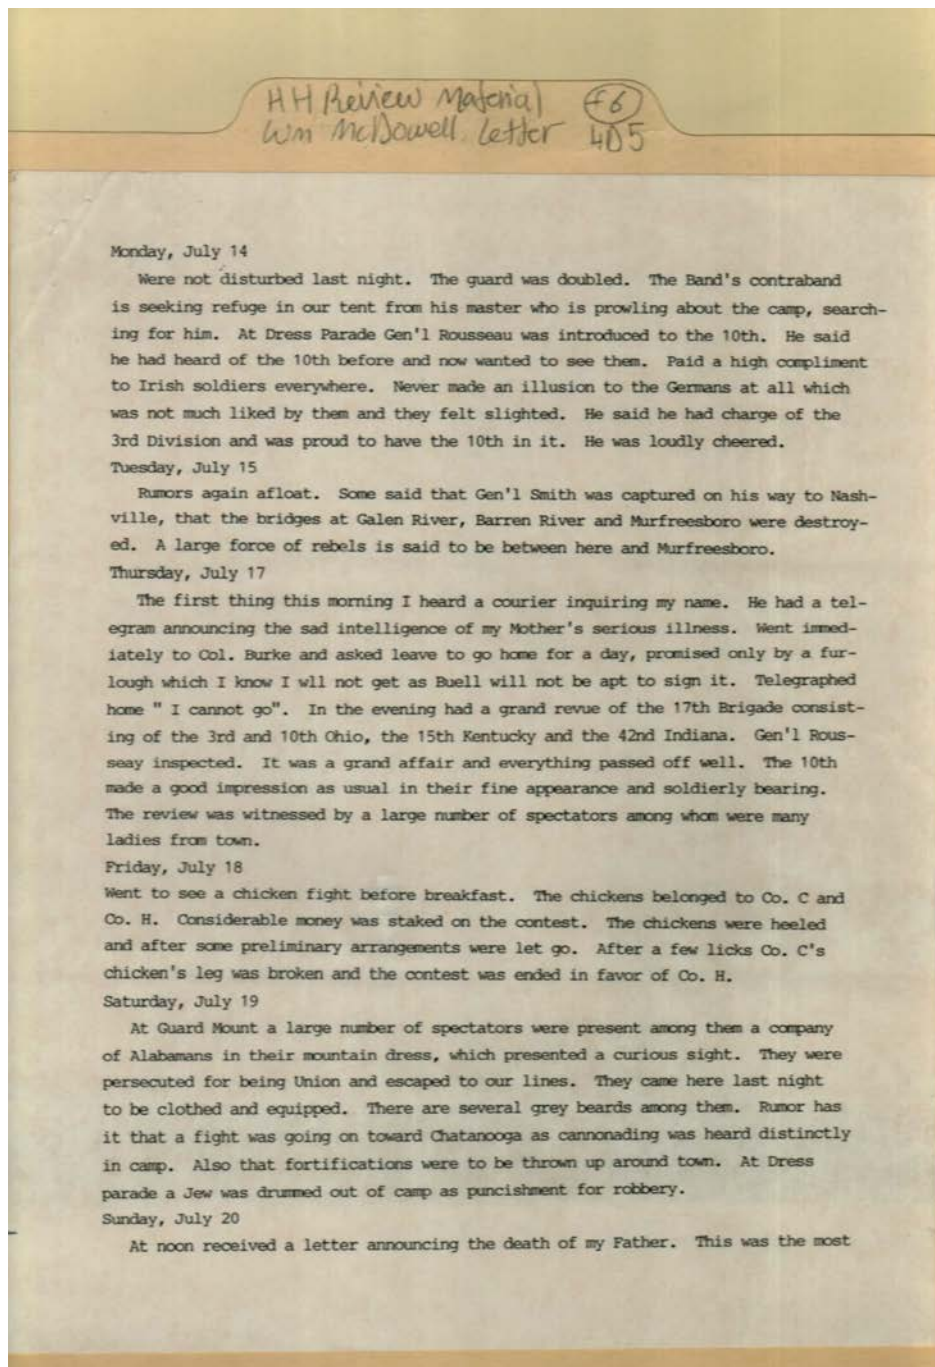 HH Review Material f6
Wm McDowell Letter 4D5
Monday, July 14
Were not disturbed last night. The guard was doubled. The Band's contraband
is seeking refuge in our tent from his master who is prowling about the camp, search-
ing for him. At Dress Parade Gen'l Rousseau was introduced to the 10th. He said
he had heard of the 10th before and now wanted to see them. Paid a high compliment
to Irish soldiers everywhere. Never made an illusion to the Germans at all which
was not much liked by them and they felt slighted. He said he had charge of the
3rd Division and was proud to have the 10th in it. He was loudly cheered.
Tuesday, July 15
Rumors again afloat. Some said that Gen'l Smith was captured on his way to Nash-
ville, that the bridges at Galen River, Barren River and Murfreesboro were destroy-
ed. A large force of rebels is said to be between here and Murfreesboro.
Thursday, July 17
The first thing this morning I heard a courier inquiring my name. He had a tel-
egram announcing the sad intelligence of my Mother's serious illness. Went immed-
iately to Col. Burke and asked leave to go home for a day, promised only by a fur-
lough which I know I wll not get as Buell will not be apt to sign it. Telegraphed
home " I cannot go". In the evening had a grand revue of the 17th Brigade consist-
ing of the 3rd and 10th Ohio, the 15th Kentucky and the 42nd Indiana. Gen'l Rous-
seay inspected. It was a grand affair and everything passed off well. The 10th
made a good impression as usual in their fine appearance and soldierly bearing.
The review was witnessed by a large number of spectators among whom were many
ladies from town.
Friday, July 18
Went to see a chicken fight before breakfast. The chickens belonged to Co. C and
Co. H. Considerable money was staked on the contest. The chickens were heeled
and after some preliminary arrangements were let go. After a few licks Co. C's
chicken's leg was broken and the contest was ended in favor of Co. H.
Saturday, July 19
At Guard Mount a large number of spectators were present among them a company
of Alabamans in their mountain dress, which presented a curious sight. They were
persecuted for being Union and escaped to our lines. They came here last night
to be clothed and equipped. There are several grey beards among them. Rumor has
it that a fight was going on toward Chatanooga as cannonading was heard distinctly
in camp. Also that fortifications were to be thrown up around town. At Dress
parade a Jew was drummed out of camp as puncishment for robbery.
Sunday, July 20
At noon received a letter announcing the death of my Father. This was the most